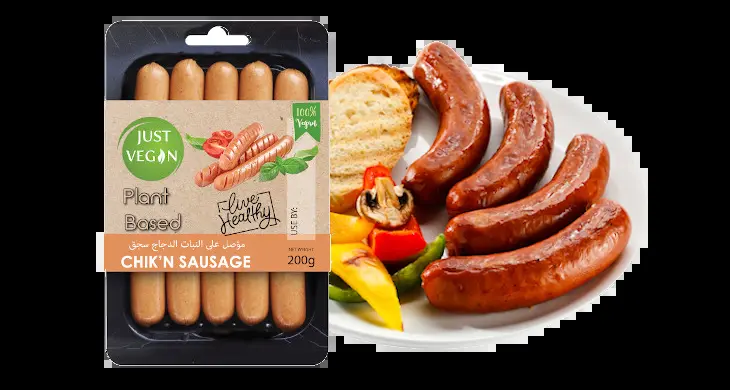 100%
Vegan
JUST
VEGAN
Plant
Based
Live
Healthy
USE BY:
مؤصل على النبات الدجاج سجق
NET WEIGHT
200g
CHIK'N SAUSAGE